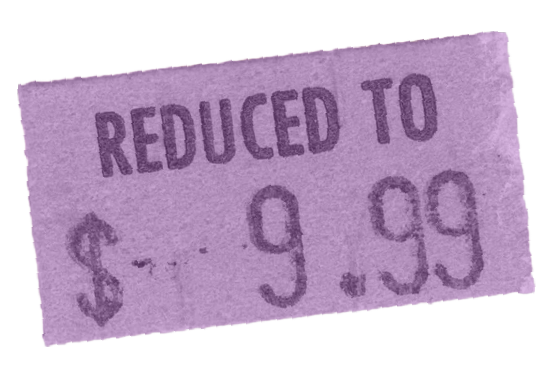 REDUCED TO
$ 9.99